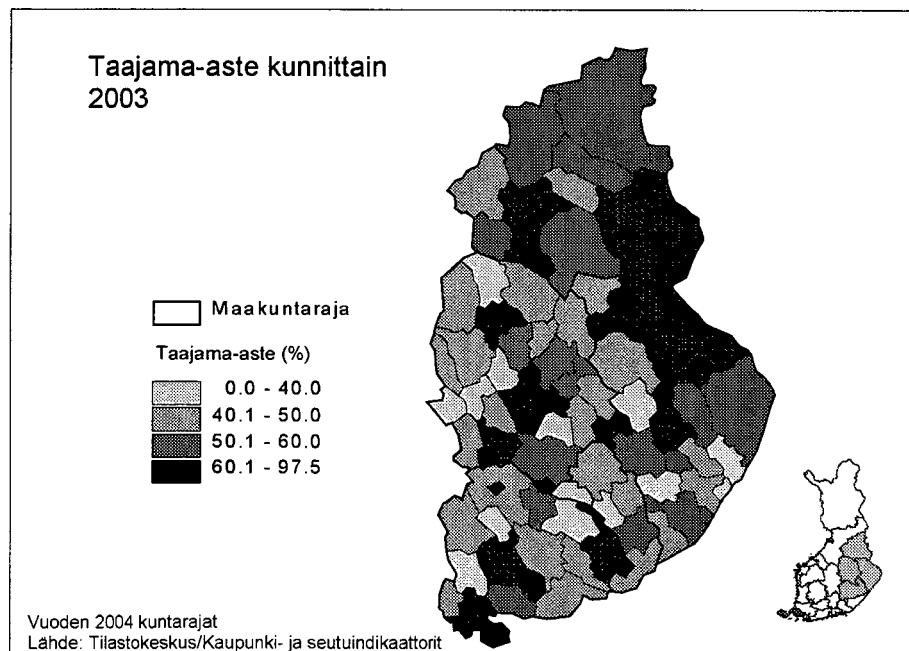 Taajama-aste kunnittain
2003
Maakuntaraja
Taajama-aste (%)
0.0 - 40.0
40.1 - 50.0
50.1 - 60.0
60.1 - 97.5
Vuoden 2004 kuntarajat
Lähde: Tilastokeskus/Kaupunki- ja seutuindikaattorit